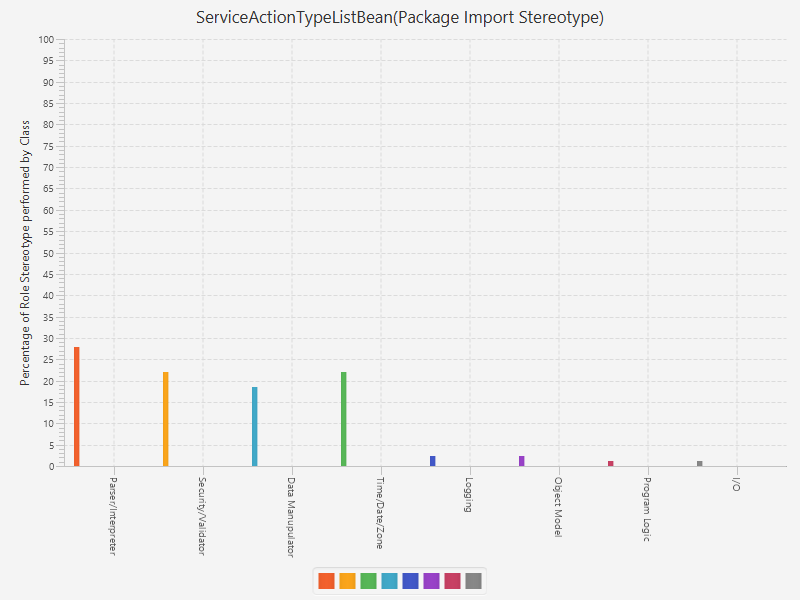 ServiceActionTypeListBean(Package Import Stereotype)
Percentage of Role Stereotype performed by Class
100
95
90
85
80
75
70
65
60
55
50
45
40
35
30
25
20
15
10
5
0
Parser/Interpreter
Security/Validator
Data Manupulator
Time/Date/Zone
Logging
Object Model
Program Logic
I/O